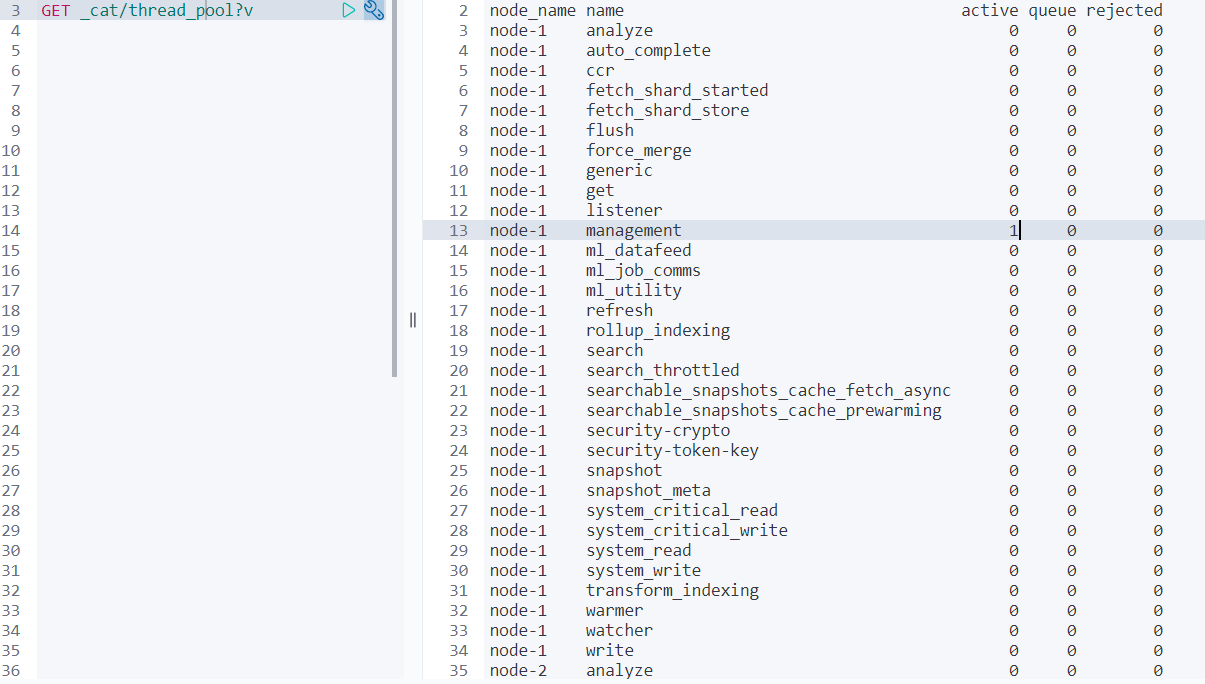 3 GET _cat/thread_pool?v
4
5
6
7
8
9
10
11
12
13
14
15
16
17
18
19
20
21
22
23
24
25
26
27
28
29
30
31
32
33
34
35
36
2 node_name name active queue rejected
3 node-1 analyze 0 0 0
4 node-1 auto_complete 0 0 0
5 node-1 ccr 0 0 0
6 node-1 fetch_shard_started 0 0 0
7 node-1 fetch_shard_store 0 0 0
8 node-1 flush 0 0 0
9 node-1 force_merge 0 0 0
10 node-1 generic 0 0 0
11 node-1 get 0 0 0
12 node-1 listener 0 0 0
13 node-1 management 1 0 0
14 node-1 ml_datafeed 0 0 0
15 node-1 ml_job_comms 0 0 0
16 node-1 ml_utility 0 0 0
17 node-1 refresh 0 0 0
18 node-1 rollup_indexing 0 0 0
19 node-1 search 0 0 0
20 node-1 search_throttled 0 0 0
21 node-1 searchable_snapshots_cache_fetch_async 0 0 0
22 node-1 searchable_snapshots_cache_prewarming 0 0 0
23 node-1 security-crypto 0 0 0
24 node-1 security-token-key 0 0 0
25 node-1 snapshot 0 0 0
26 node-1 snapshot_meta 0 0 0
27 node-1 system_critical_read 0 0 0
28 node-1 system_critical_write 0 0 0
29 node-1 system_read 0 0 0
30 node-1 system_write 0 0 0
31 node-1 transform_indexing 0 0 0
32 node-1 warmer 0 0 0
33 node-1 watcher 0 0 0
34 node-1 write 0 0 0
35 node-2 analyze 0 0 0